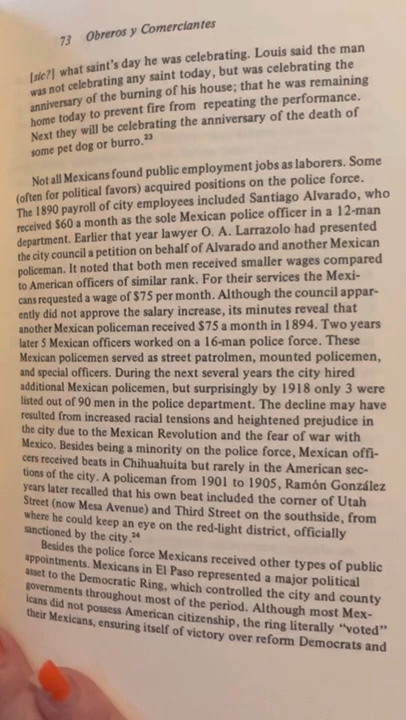 73 Obreros y Comerciantes
[sic?] what saint's day he was celebrating. Louis said the man
was not celebrating any saint today, but was celebrating the
anniversary of the burning of his house; that he was remaining
home today to prevent fire from repeating the performance.
Next they will be celebrating the anniversary of the death of
some pet dog or burro.²³
Not all Mexicans found public employment jobs as laborers. Some
(often for political favors) acquired positions on the police force.
The 1890 payroll of city employees included Santiago Alvarado, who
received $60 a month as the sole Mexican police officer in a 12-man
department. Earlier that year lawyer O. A. Larrazolo had presented
the city council a petition on behalf of Alvarado and another Mexican
policeman. It noted that both men received smaller wages compared
to American officers of similar rank. For their services the Mexi-
cans requested a wage of $75 per month. Although the council appar-
ently did not approve the salary increase, its minutes reveal that
another Mexican policeman received $75 a month in 1894. Two years
later 5 Mexican officers worked on a 16-man police force. These
Mexican policemen served as street patrolmen, mounted policemen,
and special officers. During the next several years the city hired
additional Mexican policemen, but surprisingly by 1918 only 3 were
listed out of 90 men in the police department. The decline may have
resulted from increased racial tensions and heightened prejudice in
the city due to the Mexican Revolution and the fear of war with
Mexico. Besides being a minority on the police force, Mexican offi-
cers received beats in Chihuahuita but rarely in the American sec-
tions of the city. A policeman from 1901 to 1905, Ramón González
years later recalled that his own beat included the corner of Utah
Street (now Mesa Avenue) and Third Street on the southside, from
where he could keep an eye on the red-light district, officially
sanctioned by the city.²⁴
Besides the police force Mexicans received other types of public
appointments. Mexicans in El Paso represented a major political
asset to the Democratic Ring, which controlled the city and county
governments throughout most of the period. Although most Mex-
icans did not possess American citizenship, the ring literally "voted"
their Mexicans, ensuring itself of victory over reform Democrats and